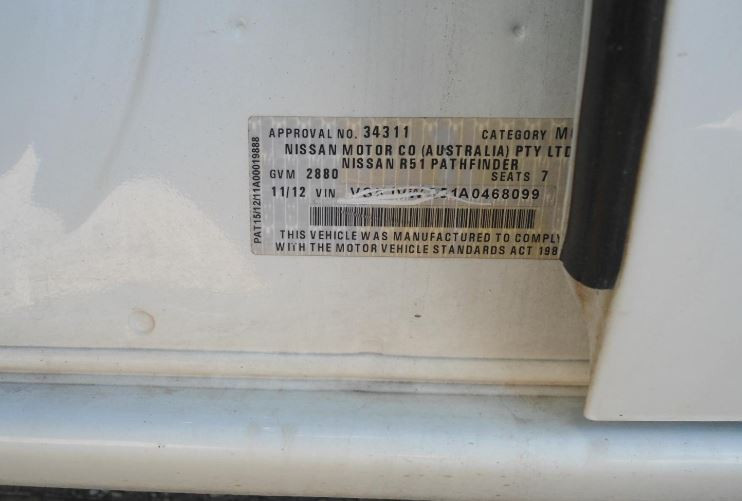 APPROVAL NO. 34311 CATEGORY
NISSAN MOTOR CO (AUSTRALIA) PTY LTD
NISSAN R51 PATHFINDER
GVM 2880 SEATS 7
11/12 VIN
THIS VEHICLE WAS MANUFACTURED TO COMPLY
WITH THE MOTOR VEHICLE STANDARDS ACT
PAT15/12/11A00019888